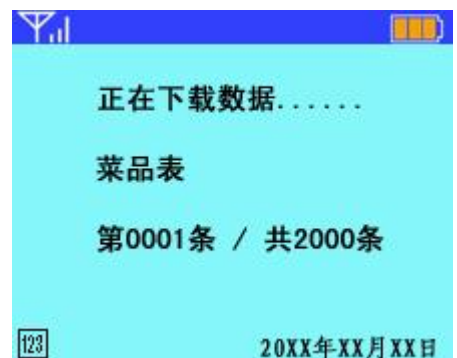 正在下载数据......
菜品表
第0001条 / 共2000条
123
20XX年XX月XX日